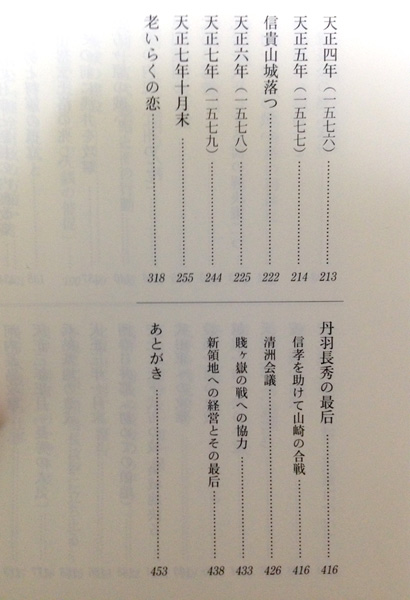 天正四年（一五七六）……………213
天正五年（一五七七）……………214
信貴山城落つ……………222
天正六年（一五七八）……………225
天正七年（一五七九）……………244
天正七年十月末……………255
老いらくの恋……………318
丹羽長秀の最后……………416
信孝を助けて山崎の合戦……………416
清洲会議……………426
賤ヶ嶽の戦への協力……………433
新領地への経営とその最后……………438
あとがき……………453